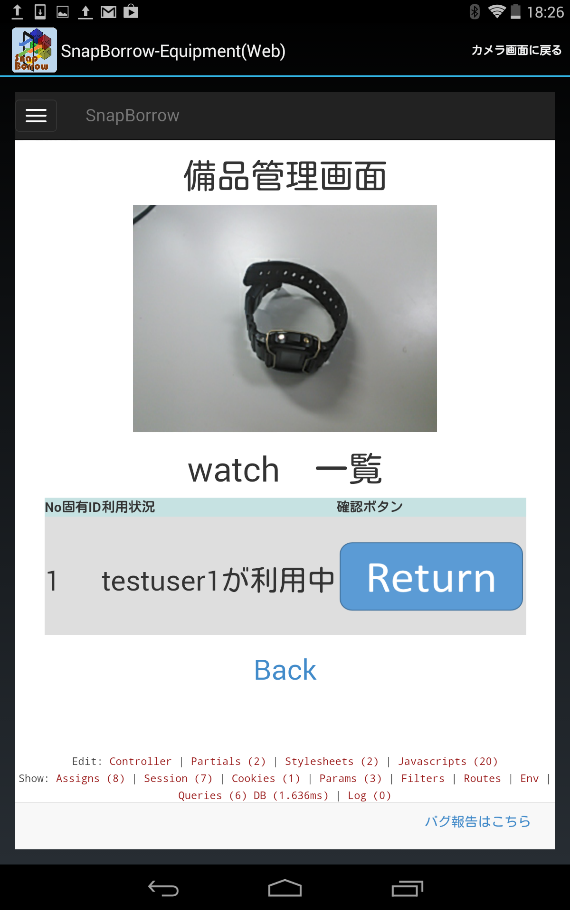 18:26
Snap
Borrow
SnapBorrow-Equipment(Web)
カメラ画面に戻る
SnapBorrow
備品管理画面
watch 一覧
No固有ID利用状況 確認ボタン
1 testuser1が利用中 Return
Back
Edit: Controller | Partials (2) | Stylesheets (2) | Javascripts (20)
Show: Assigns (8) | Session (7) | Cookies (1) | Params (3) | Filters | Routes | Env |
Queries (6) DB (1.636ms) | Log (0)
バグ報告はこちら